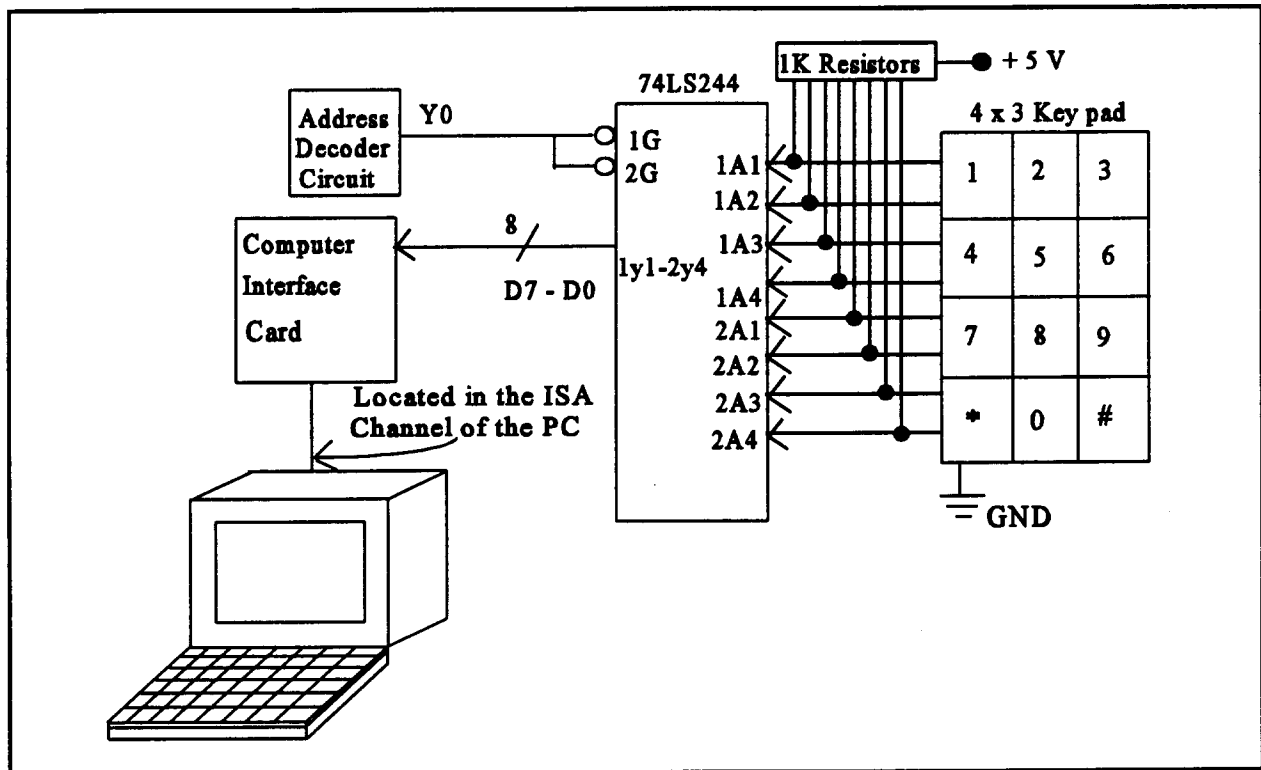 1K Resistors
+ 5 V
74LS244
4 x 3 Key pad
Address
Decoder
Circuit
Y0
1G
2G
1A1
1A2
1A3
1A4
2A1
2A2
2A3
2A4
1 2 3
4 5 6
7 8 9
* 0 #
Computer
Interface
Card
8
D7 - D0
1y1-2y4
Located in the ISA
Channel of the PC
GND